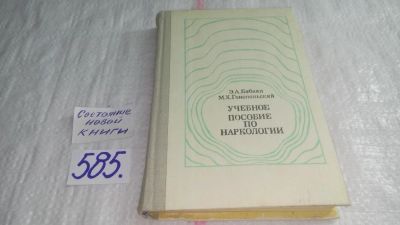 Состояние
новой
книги
585.
Э.А.Бабаян
М.Х.Гонопольский
УЧЕБНОЕ
ПОСОБИЕ ПО
НАРКОЛОГИИ